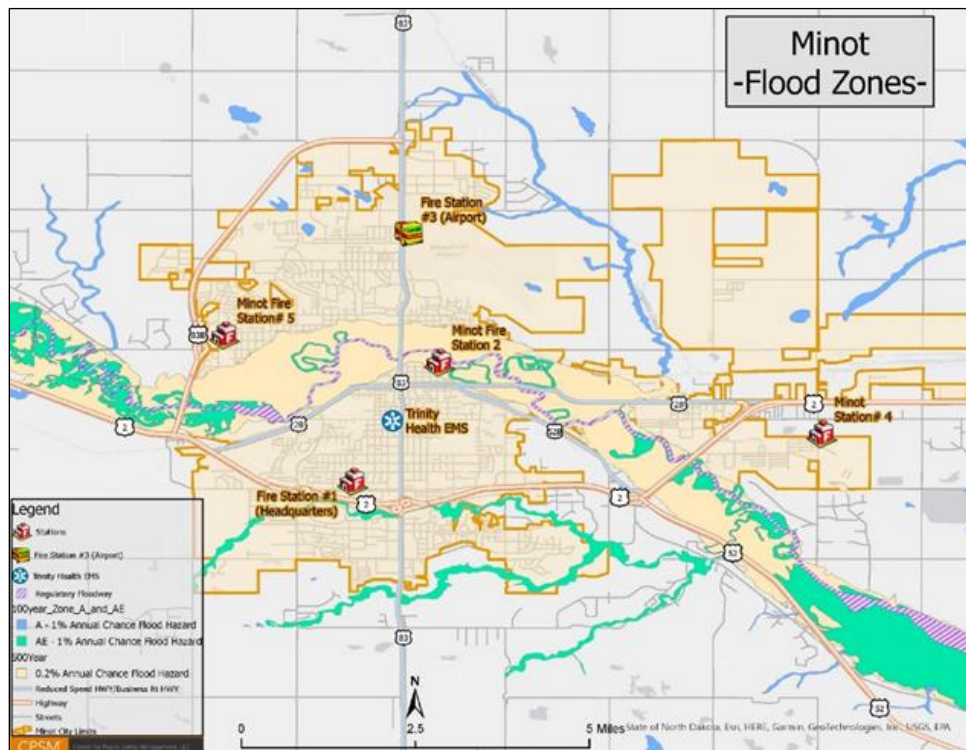 Minot
-Flood Zones-
83
Fire Station
#3 (Airport)
Minot Fire
Station# 5
83B
Minot Fire
Station 2
83
2B
2
Minot
Station# 4
2
2B
52B
Trinity
Health EMS
Fire Station #1
(Headquarters)
2
2
52
83
52
Legend
Stations
Fire Station #3 (Airport)
Trinity Health EMS
Regulatory Floodway
100year_Zone_A_and_AE
A - 1% Annual Chance Flood Hazard
AE - 1% Annual Chance Flood Hazard
500Year
0.2% Annual Chance Flood Hazard
Reduced Speed HWY/Business Rt HWY
Highway
Streets
Minot City Limits
N
0 2.5 5 Miles
State of North Dakota, Esri, HERE, Garmin, GeoTechnologies, Inc., USGS, EPA
CPSM